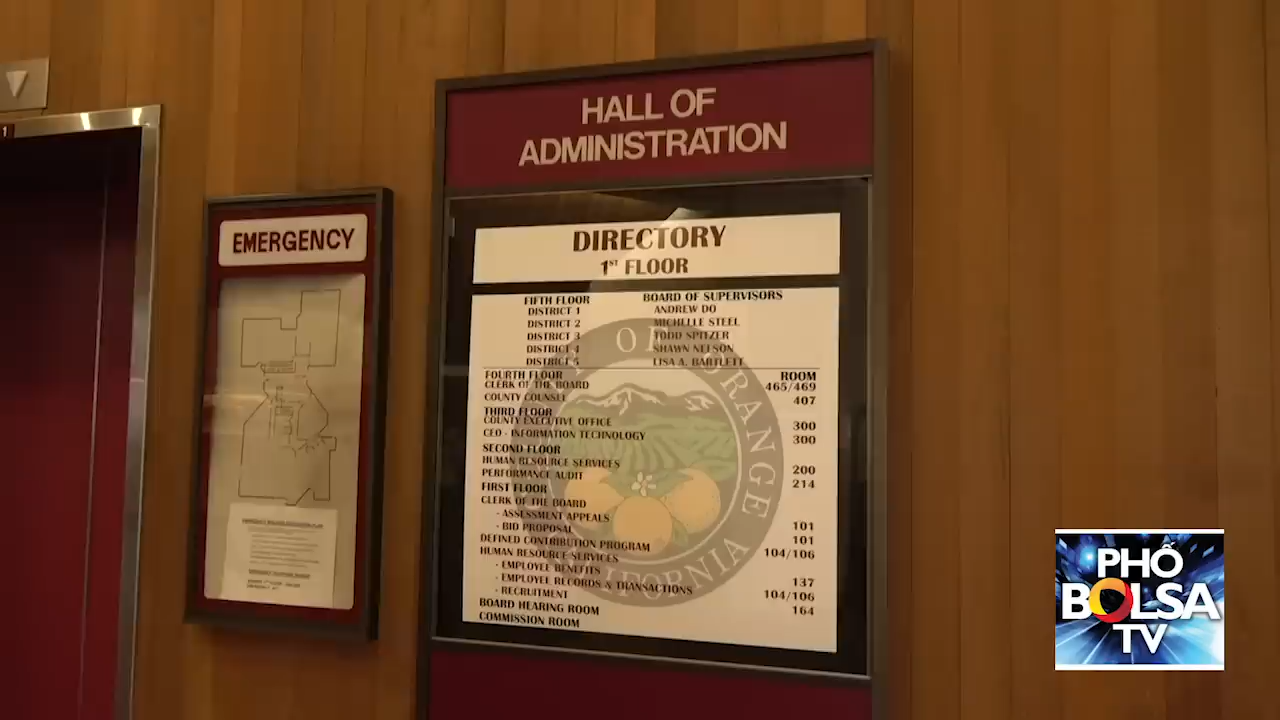 1
HALL OF
ADMINISTRATION
EMERGENCY
DIRECTORY
1ST FLOOR
FIFTH FLOOR BOARD OF SUPERVISORS
DISTRICT 1 ANDREW DO
DISTRICT 2 MICHELLE STEEL
DISTRICT 3 TODD SPITZER
DISTRICT 4 SHAWN NELSON
DISTRICT 5 LISA A. BARTLETT
FOURTH FLOOR ROOM
CLERK OF THE BOARD 465/469
COUNTY COUNSEL 407
THIRD FLOOR
COUNTY EXECUTIVE OFFICE 300
CEO - INFORMATION TECHNOLOGY 300
SECOND FLOOR
HUMAN RESOURCE SERVICES 200
PERFORMANCE AUDIT 214
FIRST FLOOR
CLERK OF THE BOARD
- ASSESSMENT APPEALS 101
- BID PROPOSAL 101
DEFINED CONTRIBUTION PROGRAM 104/106
HUMAN RESOURCE SERVICES
- EMPLOYEE BENEFITS 137
- EMPLOYEE RECORDS & TRANSACTIONS 104/106
- RECRUITMENT 164
BOARD HEARING ROOM
COMMISSION ROOM
OF ORANGE
PHỐ
BOLSA
TV